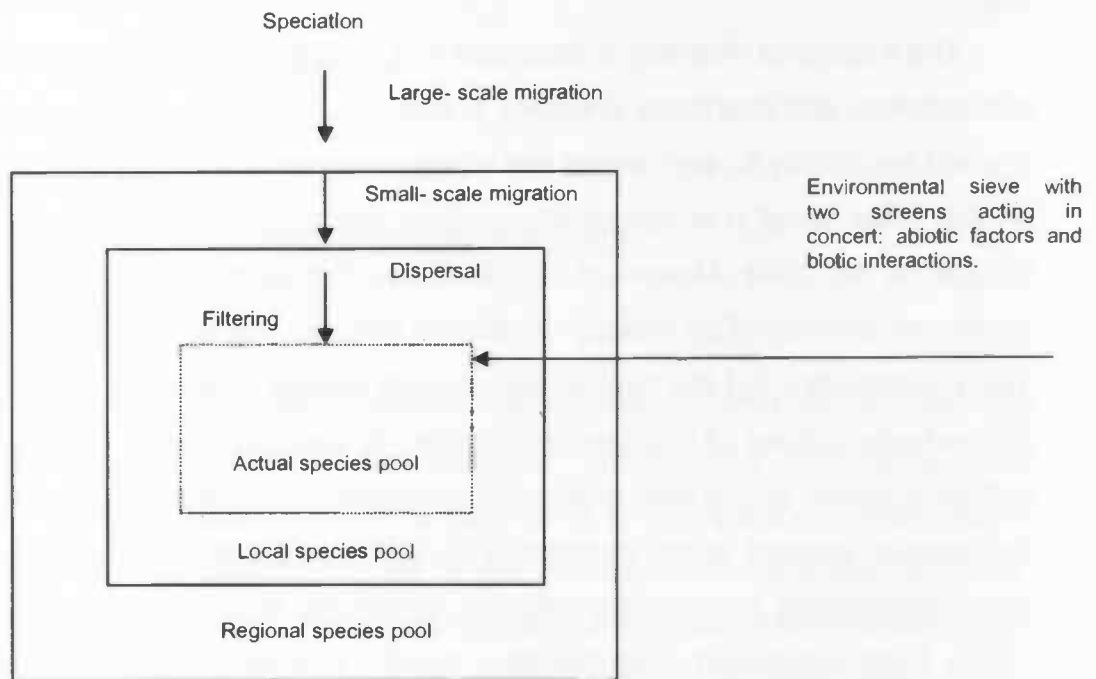 Speciation
Large- scale migration
Small- scale migration
Environmental sieve with
two screens acting in
concert: abiotic factors and
biotic interactions.
Dispersal
Filtering
Actual species pool
Local species pool
Regional species pool